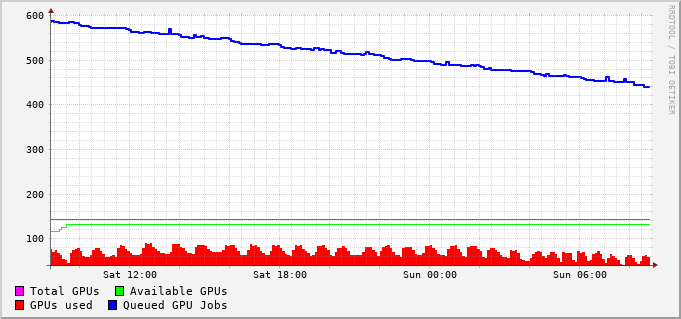 600
500
400
300
200
100
Sat 12:00 Sat 18:00 Sun 00:00 Sun 06:00
Total GPUs Available GPUs
GPUs used Queued GPU Jobs
RRDTOOL / TOBI OETIKER